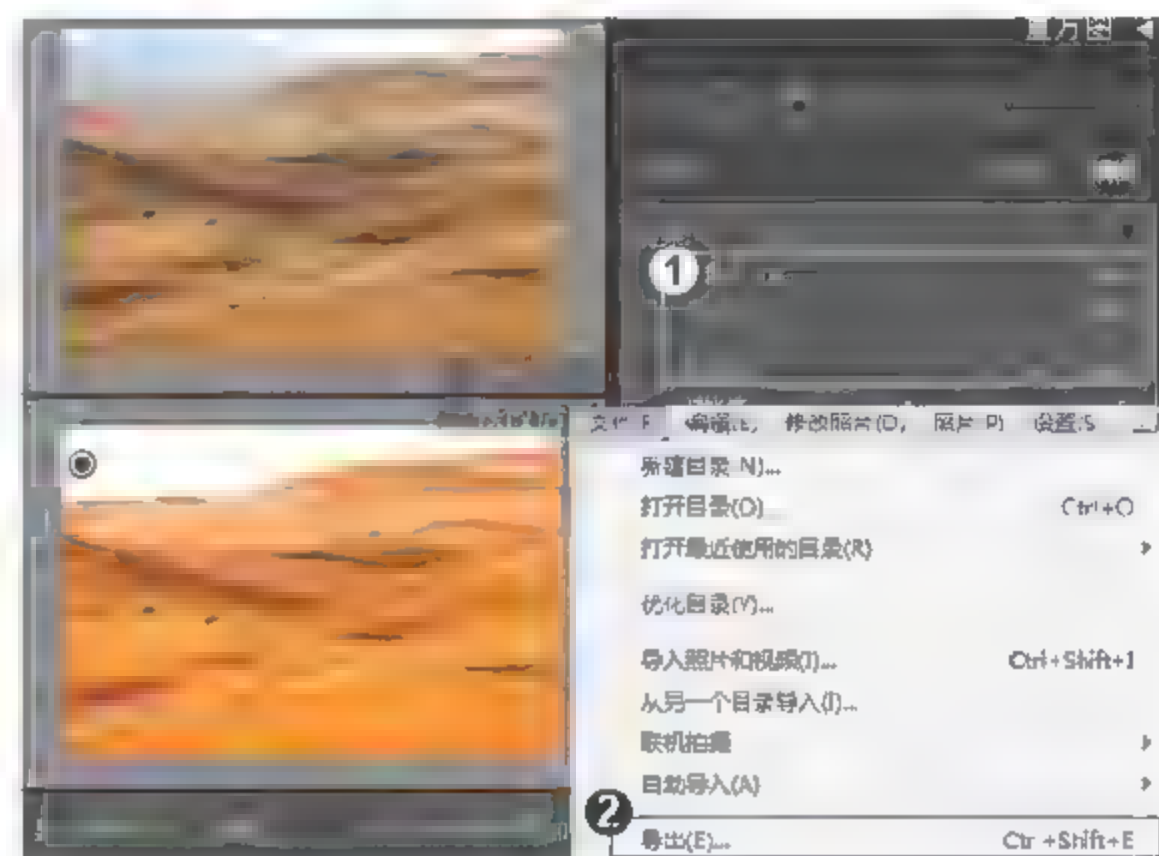 直方图
1
文件(F) 编辑(E) 修改照片(D) 照片(P) 设置(S)
新建目录(N)...
打开目录(O)... Ctrl+O
打开最近使用的目录(R)
优化目录(Y)...
导入照片和视频(I)... Ctrl+Shift+I
从另一个目录导入(I)...
联机拍摄
自动导入(A)
2
导出(E)... Ctrl+Shift+E